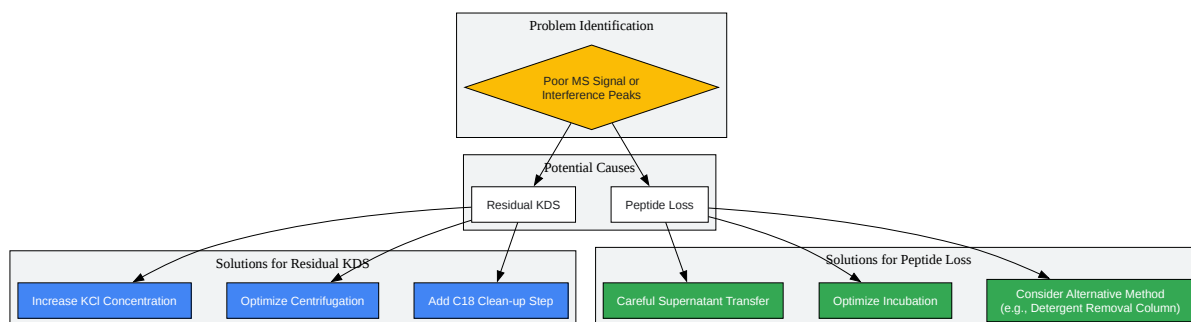 Problem Identification
Poor MS Signal or
Interference Peaks
Potential Causes
Residual KDS
Peptide Loss
Solutions for Residual KDS
Increase KCl Concentration
Optimize Centrifugation
Add C18 Clean-up Step
Solutions for Peptide Loss
Careful Supernatant Transfer
Optimize Incubation
Consider Alternative Method
(e.g., Detergent Removal Column)